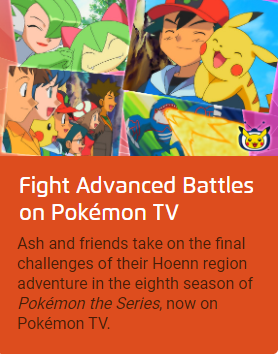 Fight Advanced Battles
on Pokémon TV
Ash and friends take on the final
challenges of their Hoenn region
adventure in the eighth season of
Pokémon the Series, now on
Pokémon TV.